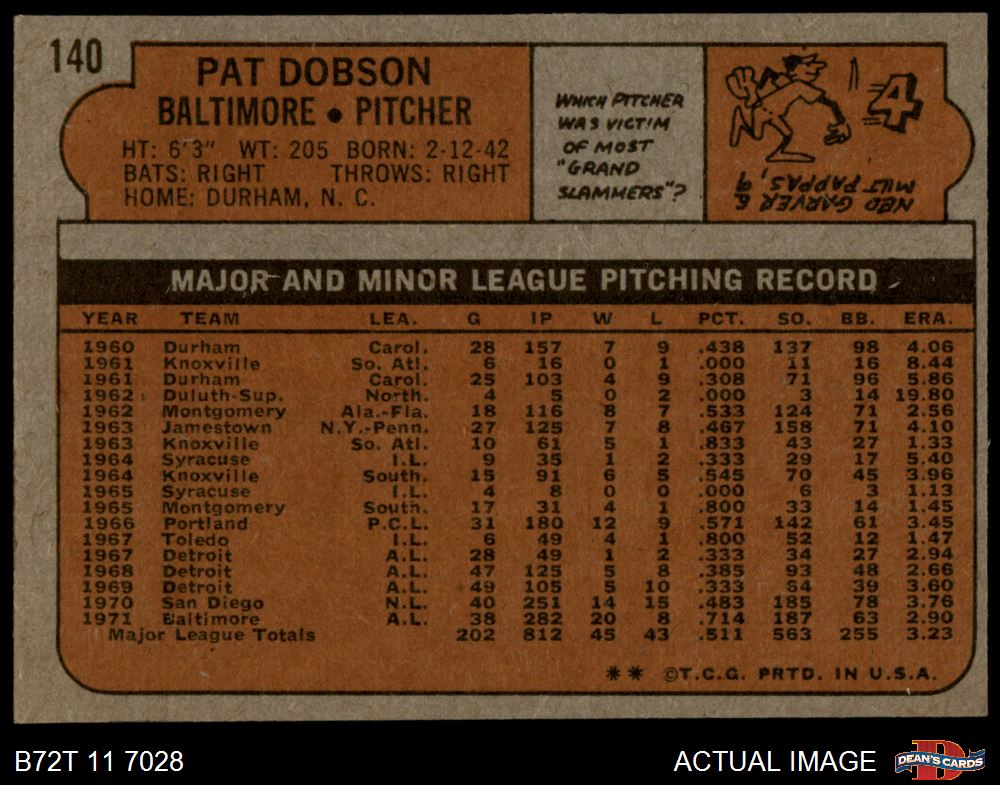 140
PAT DOBSON
BALTIMORE • PITCHER
HT: 6'3" WT: 205 BORN: 2-12-42
BATS: RIGHT THROWS: RIGHT
HOME: DURHAM, N. C.
WHICH PITCHER
WAS VICTIM
OF MOST
"GRAND
SLAMMERS"?
4
NED GARVER &
MILT PAPPAS, 9
MAJOR AND MINOR LEAGUE PITCHING RECORD
YEAR TEAM LEA. G IP W L PCT. SO. BB. ERA.
1960 Durham Carol. 28 157 7 9 .438 137 98 4.06
1961 Knoxville So. Atl. 6 16 0 1 .000 11 16 8.44
1961 Durham Carol. 25 103 4 9 .308 71 96 5.86
1962 Duluth-Sup. North. 4 5 0 2 .000 3 14 19.80
1962 Montgomery Ala.-Fla. 18 116 8 7 .533 124 71 2.56
1963 Jamestown N.Y.-Penn. 27 125 7 8 .467 158 71 4.10
1963 Knoxville So. Atl. 10 61 5 1 .833 43 27 1.33
1964 Syracuse I.L. 9 35 1 2 .333 29 17 5.40
1964 Knoxville South. 15 91 6 5 .545 70 45 3.96
1965 Syracuse I.L. 4 8 0 0 .000 6 3 1.13
1965 Montgomery South. 17 31 4 1 .800 33 14 1.45
1966 Portland P.C.L. 31 180 12 9 .571 142 61 3.45
1967 Toledo I.L. 6 49 4 1 .800 52 12 1.47
1967 Detroit A.L. 28 49 1 2 .333 34 27 2.94
1968 Detroit A.L. 47 125 5 8 .385 93 48 2.66
1969 Detroit A.L. 49 105 5 10 .333 64 39 3.60
1970 San Diego N.L. 40 251 14 15 .483 185 78 3.76
1971 Baltimore A.L. 38 282 20 8 .714 187 63 2.90
Major League Totals 202 812 45 43 .511 563 255 3.23
** ©T.C.G. PRTD. IN U.S.A.
B72T 11 7028
ACTUAL IMAGE
DEAN'S CARDS